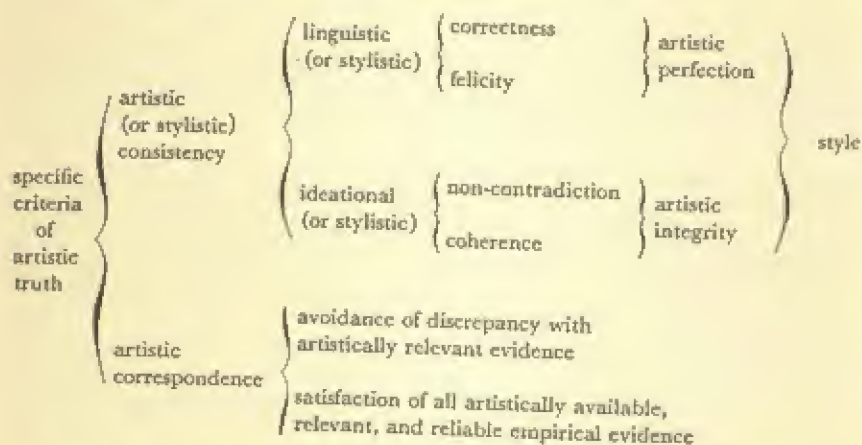 specific
criteria
of
artistic
truth
artistic
(or stylistic)
consistency
linguistic
(or stylistic)
correctness
felicity
artistic
perfection
ideational
(or stylistic)
non-contradiction
coherence
artistic
integrity
style
artistic
correspondence
avoidance of discrepancy with
artistically relevant evidence
satisfaction of all artistically available,
relevant, and reliable empirical evidence